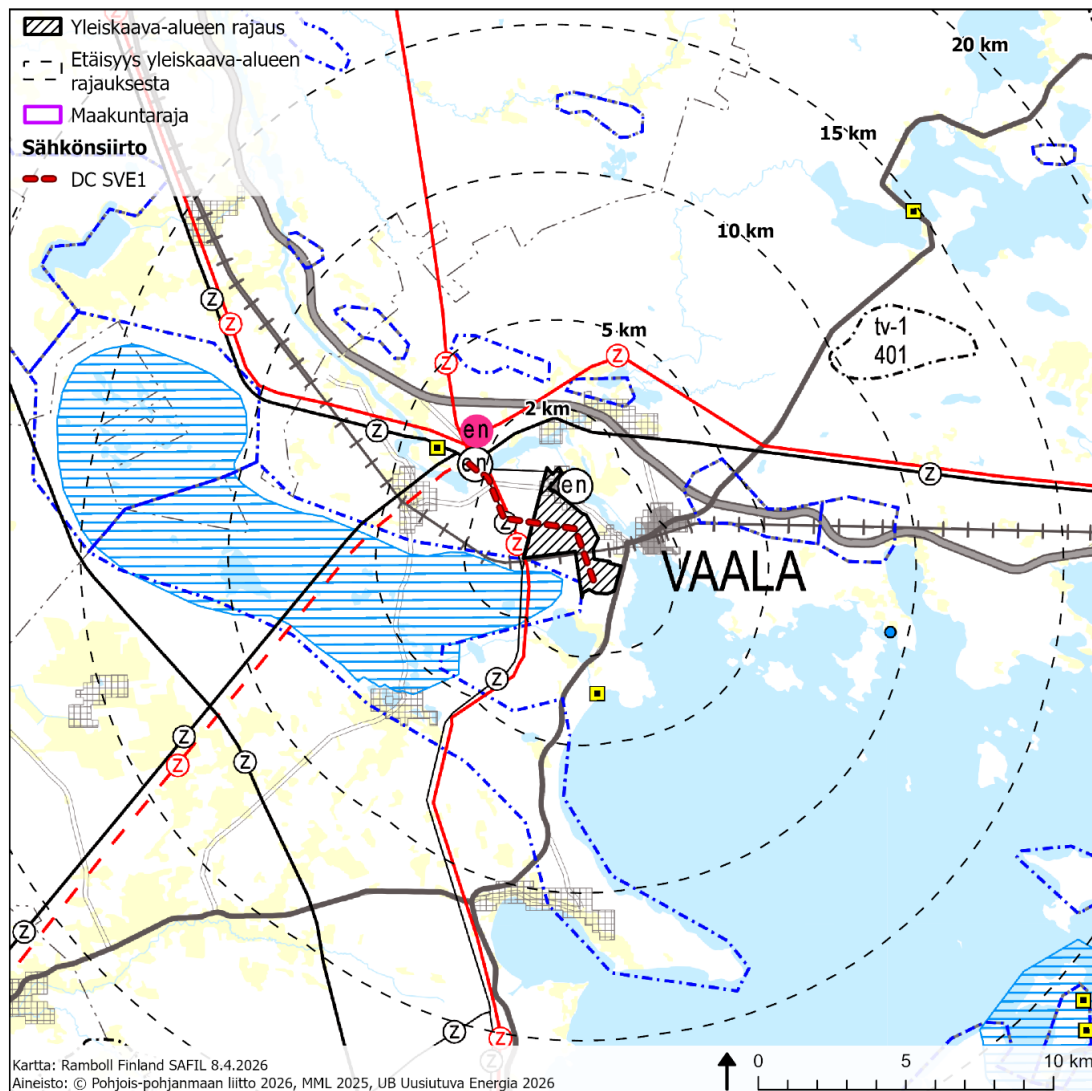 Yleiskaava-alueen rajaus
Etäisyys yleiskaava-alueen
rajauksesta
Maakuntaraja
Sähkönsiirto
DC SVE1
20 km
15 km
10 km
5 km
2 km
tv-1
401
z
z
z
z
z
z
en
en
en
z
z
VAALA
z
z
z
z
z
z
z
z
Kartta: Ramboll Finland SAFIL 8.4.2026
Aineisto: © Pohjois-pohjanmaan liitto 2026, MML 2025, UB Uusiutuva Energia 2026
0 5 10 km